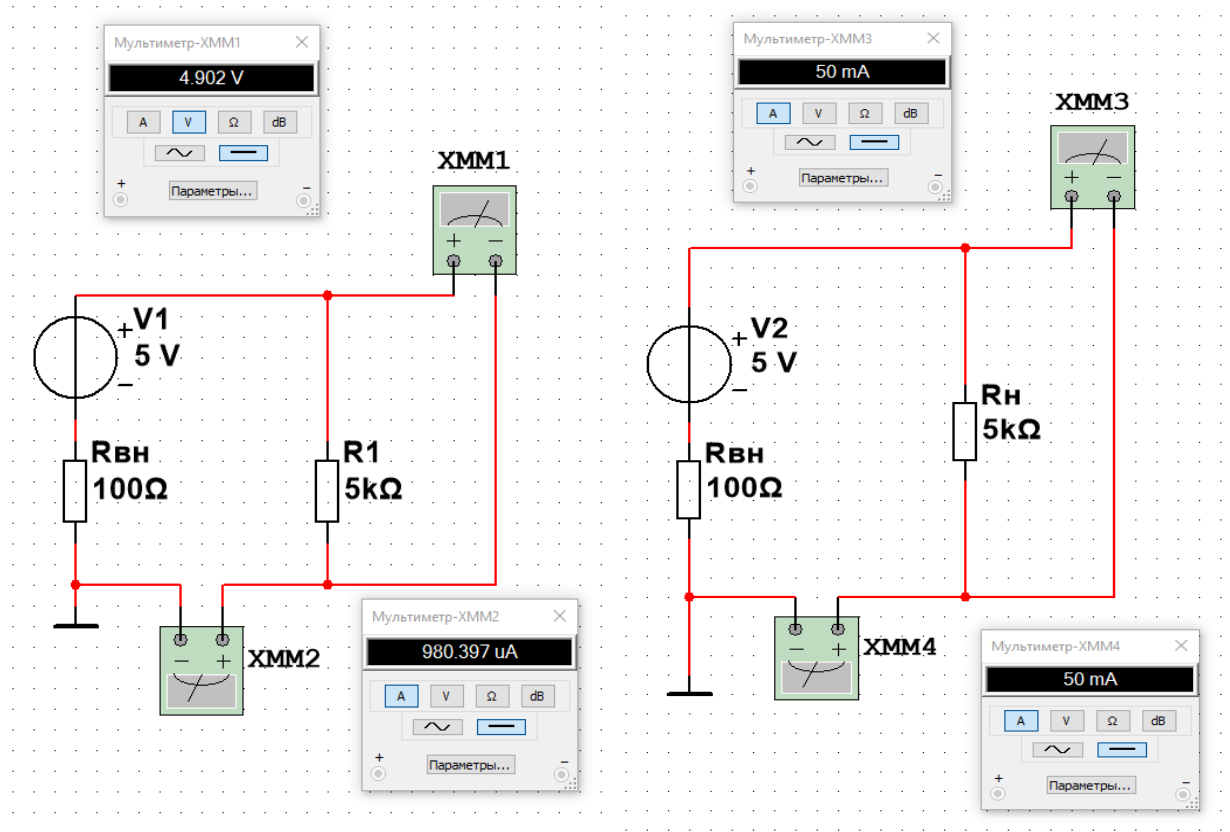 Мультиметр-XMM1
4.902 V
A V Ω dB
+ Параметры... −
XMM1
+ −
+ V1
5 V
−
Rвн
100Ω
R1
5kΩ
− +
XMM2
Мультиметр-XMM2
980.397 uA
A V Ω dB
+ Параметры... −
Мультиметр-XMM3
50 mA
A V Ω dB
+ Параметры... −
XMM3
+ −
+ V2
5 V
−
Rн
5kΩ
Rвн
100Ω
− +
XMM4
Мультиметр-XMM4
50 mA
A V Ω dB
+ Параметры... −